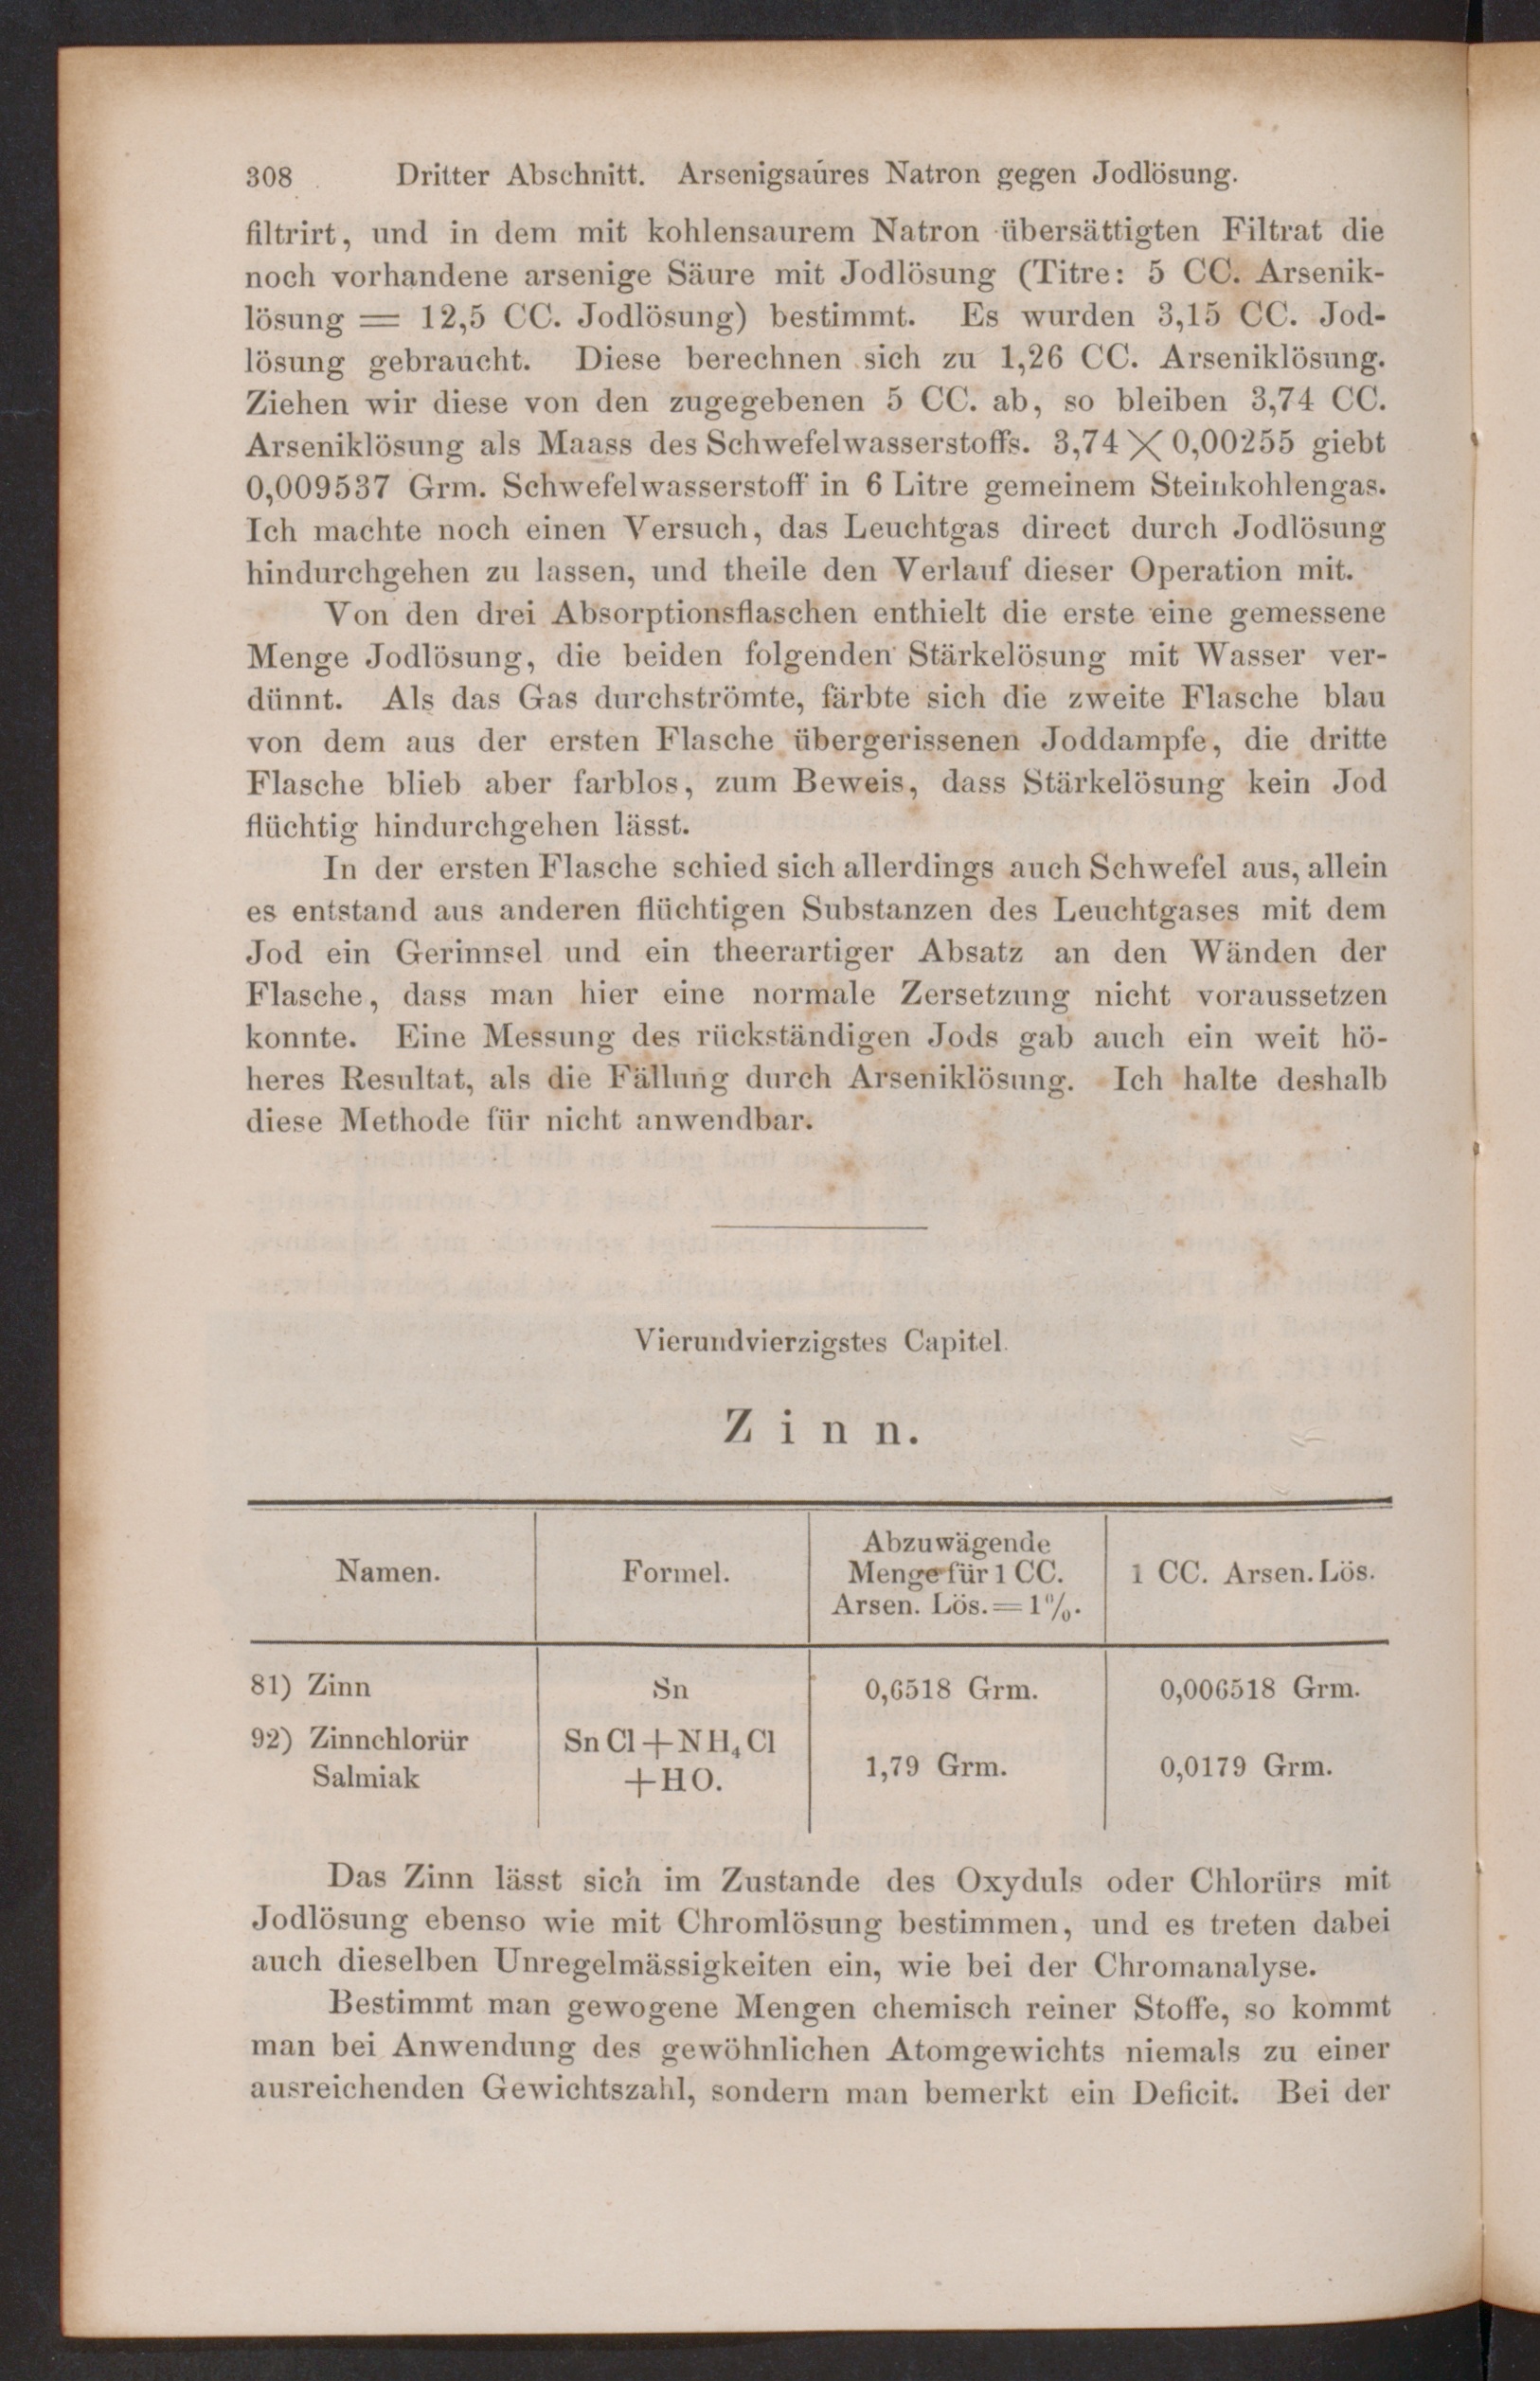 308 Dritter Abschnitt. Arsenigsaures Natron gegen Jodlösung.
filtrirt, und in dem mit kohlensaurem Natron übersättigten Filtrat die
noch vorhandene arsenige Säure mit Jodlösung (Titre: 5 CC. Arsenik-
lösung = 12,5 CC. Jodlösung) bestimmt. Es wurden 3,15 CC. Jod-
lösung gebraucht. Diese berechnen sich zu 1,26 CC. Arseniklösung.
Ziehen wir diese von den zugegebenen 5 CC. ab, so bleiben 3,74 CC.
Arseniklösung als Maass des Schwefelwasserstoffs. 3,74 × 0,00255 giebt
0,009537 Grm. Schwefelwasserstoff in 6 Litre gemeinem Steinkohlengas.
Ich machte noch einen Versuch, das Leuchtgas direct durch Jodlösung
hindurchgehen zu lassen, und theile den Verlauf dieser Operation mit.
Von den drei Absorptionsflaschen enthielt die erste eine gemessene
Menge Jodlösung, die beiden folgenden Stärkelösung mit Wasser ver-
dünnt. Als das Gas durchströmte, färbte sich die zweite Flasche blau
von dem aus der ersten Flasche übergerissenen Joddampfe, die dritte
Flasche blieb aber farblos, zum Beweis, dass Stärkelösung kein Jod
flüchtig hindurchgehen lässt.
In der ersten Flasche schied sich allerdings auch Schwefel aus, allein
es entstand aus anderen flüchtigen Substanzen des Leuchtgases mit dem
Jod ein Gerinnsel und ein theerartiger Absatz an den Wänden der
Flasche, dass man hier eine normale Zersetzung nicht voraussetzen
konnte. Eine Messung des rückständigen Jods gab auch ein weit hö-
heres Resultat, als die Fällung durch Arseniklösung. Ich halte deshalb
diese Methode für nicht anwendbar.
Vierundvierzigstes Capitel.
Zinn.
Namen. Formel. Abzuwägende
Menge für 1 CC.
Arsen. Lös. = 1%. 1 CC. Arsen. Lös.
81) Zinn Sn 0,6518 Grm. 0,006518 Grm.
92) Zinnchlorür
Salmiak SnCl + NH₄Cl
+ HO. 1,79 Grm. 0,0179 Grm.
Das Zinn lässt sich im Zustande des Oxyduls oder Chlorürs mit
Jodlösung ebenso wie mit Chromlösung bestimmen, und es treten dabei
auch dieselben Unregelmässigkeiten ein, wie bei der Chromanalyse.
Bestimmt man gewogene Mengen chemisch reiner Stoffe, so kommt
man bei Anwendung des gewöhnlichen Atomgewichts niemals zu einer
ausreichenden Gewichtszahl, sondern man bemerkt ein Deficit. Bei der